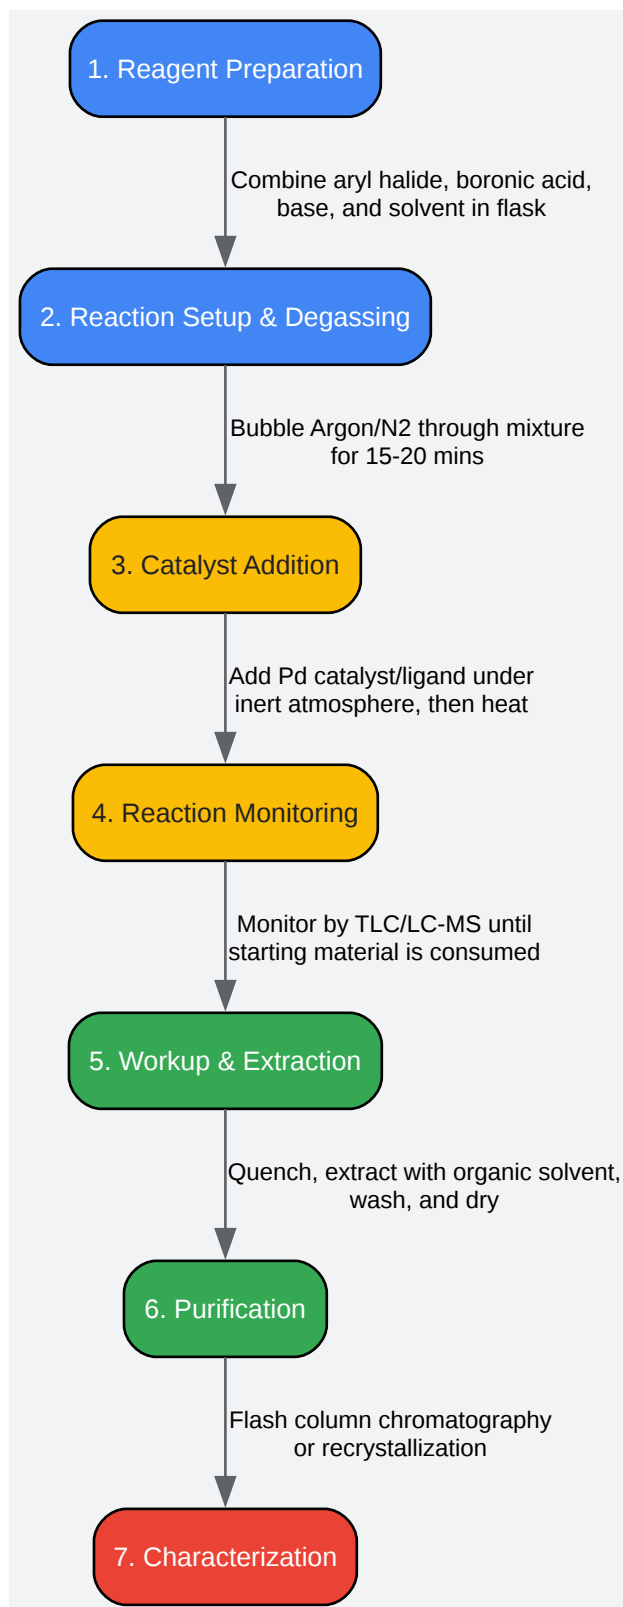 1. Reagent Preparation
Combine aryl halide, boronic acid,
base, and solvent in flask
2. Reaction Setup & Degassing
Bubble Argon/N2 through mixture
for 15-20 mins
3. Catalyst Addition
Add Pd catalyst/ligand under
inert atmosphere, then heat
4. Reaction Monitoring
Monitor by TLC/LC-MS until
starting material is consumed
5. Workup & Extraction
Quench, extract with organic solvent,
wash, and dry
6. Purification
Flash column chromatography
or recrystallization
7. Characterization